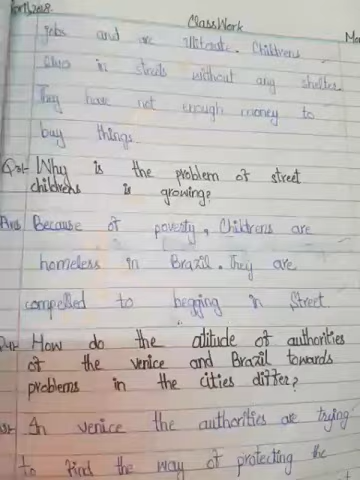 ClassWork
jobs and are illiterate. Childrens
in streets without any shelter.
They have not enough money to
buy things.
Q3:- Why is the problem of street
childrens is growing?
Ans Because of poverty, Childrens are
homeless in Brazil. They are
compelled to begging in Street
How do the atitude of authorities
of the venice and Brazil towards
problems in the cities differ?
In venice the authorities are trying
to find the way of protecting the